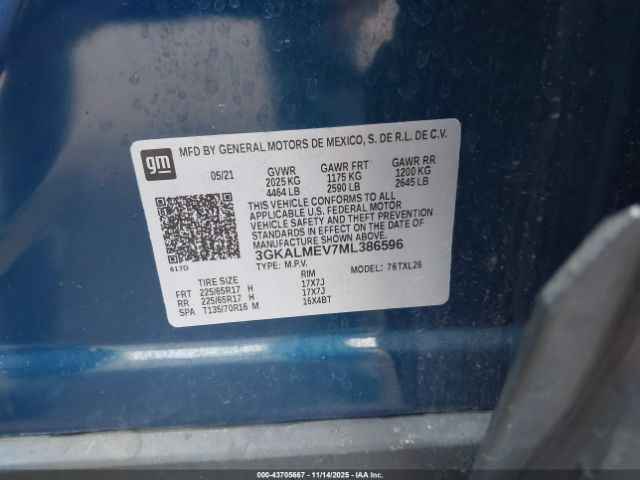 gm
MFD BY GENERAL MOTORS DE MEXICO, S. DE R.L. DE C.V.
05/21 GVWR GAWR FRT GAWR RR
2025 KG 1175 KG 1200 KG
4464 LB 2590 LB 2645 LB
THIS VEHICLE CONFORMS TO ALL
APPLICABLE U.S. FEDERAL MOTOR
VEHICLE SAFETY AND THEFT PREVENTION
STANDARDS IN EFFECT ON THE DATE OF
MANUFACTURE SHOWN ABOVE.
3GKALMEV7ML386596
617D TYPE: M.P.V. MODEL: 76TXL26
TIRE SIZE RIM
FRT 225/65R17 H 17X7J
RR 225/65R17 H 17X7J
SPA T135/70R16 M 16X4BT
000-43705667 - 11/14/2025 - IAAI, Inc.